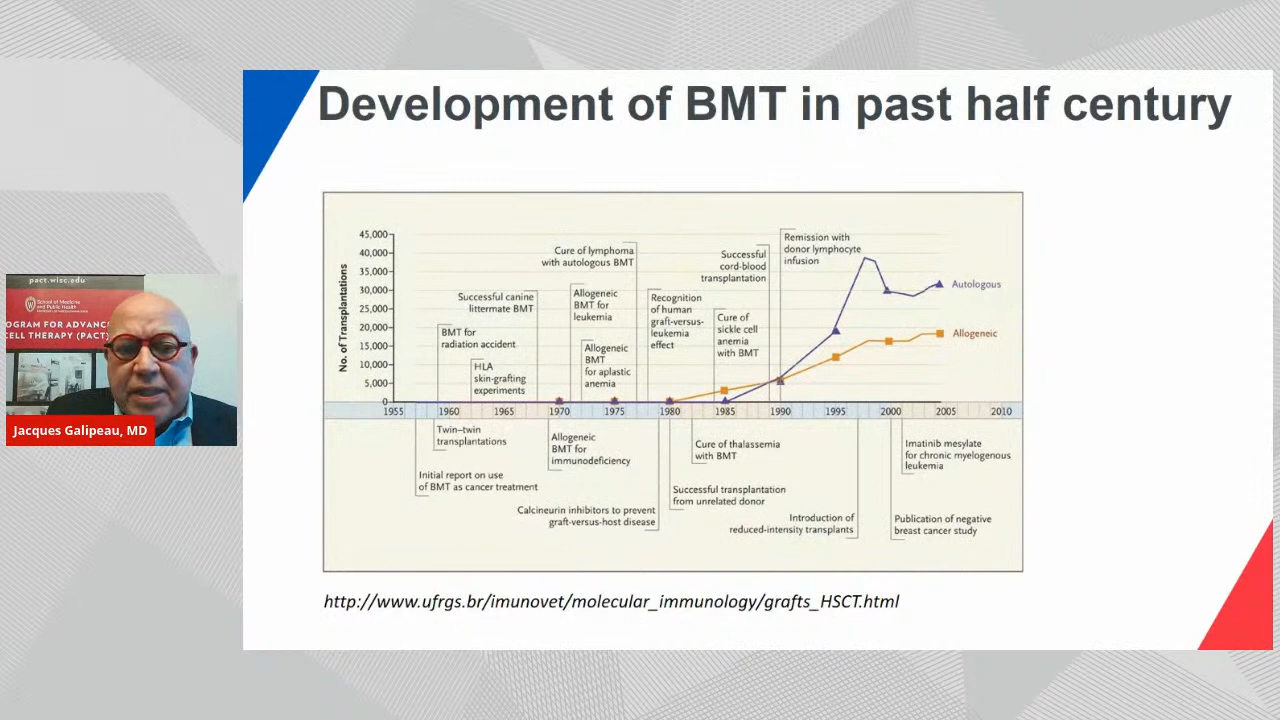 Development of BMT in past half century
45,000
40,000
35,000
30,000
25,000
20,000
15,000
10,000
5,000
0
No. of Transplantations
Cure of lymphoma
with autologous BMT
Successful
cord-blood
transplantation
Remission with
donor lymphocyte
infusion
Successful canine
littermate BMT
Allogeneic
BMT for
leukemia
Recognition
of human
graft-versus-
leukemia
effect
Cure of
sickle cell
anemia
with BMT
BMT for
radiation accident
HLA
skin-grafting
experiments
Allogeneic
BMT
for aplastic
anemia
Autologous
Allogeneic
1955
1960
1965
1970
1975
1980
1985
1990
1995
2000
2005
2010
Twin–twin
transplantations
Initial report on use
of BMT as cancer treatment
Allogeneic
BMT for
immunodeficiency
Calcineurin inhibitors to prevent
graft-versus-host disease
Cure of thalassemia
with BMT
Successful transplantation
from unrelated donor
Introduction of
reduced-intensity transplants
Imatinib mesylate
for chronic myelogenous
leukemia
Publication of negative
breast cancer study
http://www.ufrgs.br/imunovet/molecular_immunology/grafts_HSCT.html
pact.wisc.edu
School of Medicine
and Public Health
OGRAM FOR ADVANC
CELL THERAPY (PACT)
Jacques Galipeau, MD